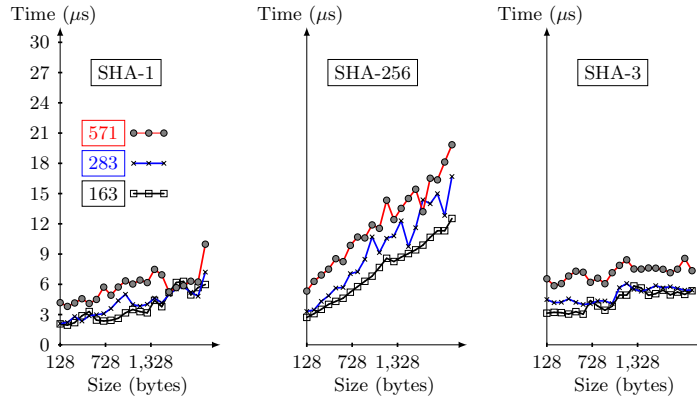 Time (μs)
Time (μs)
Time (μs)
30
27
24
21
18
15
12
9
6
3
0
SHA-1
SHA-256
SHA-3
571
283
163
128
728
1,328
128
728
1,328
128
728
1,328
Size (bytes)
Size (bytes)
Size (bytes)